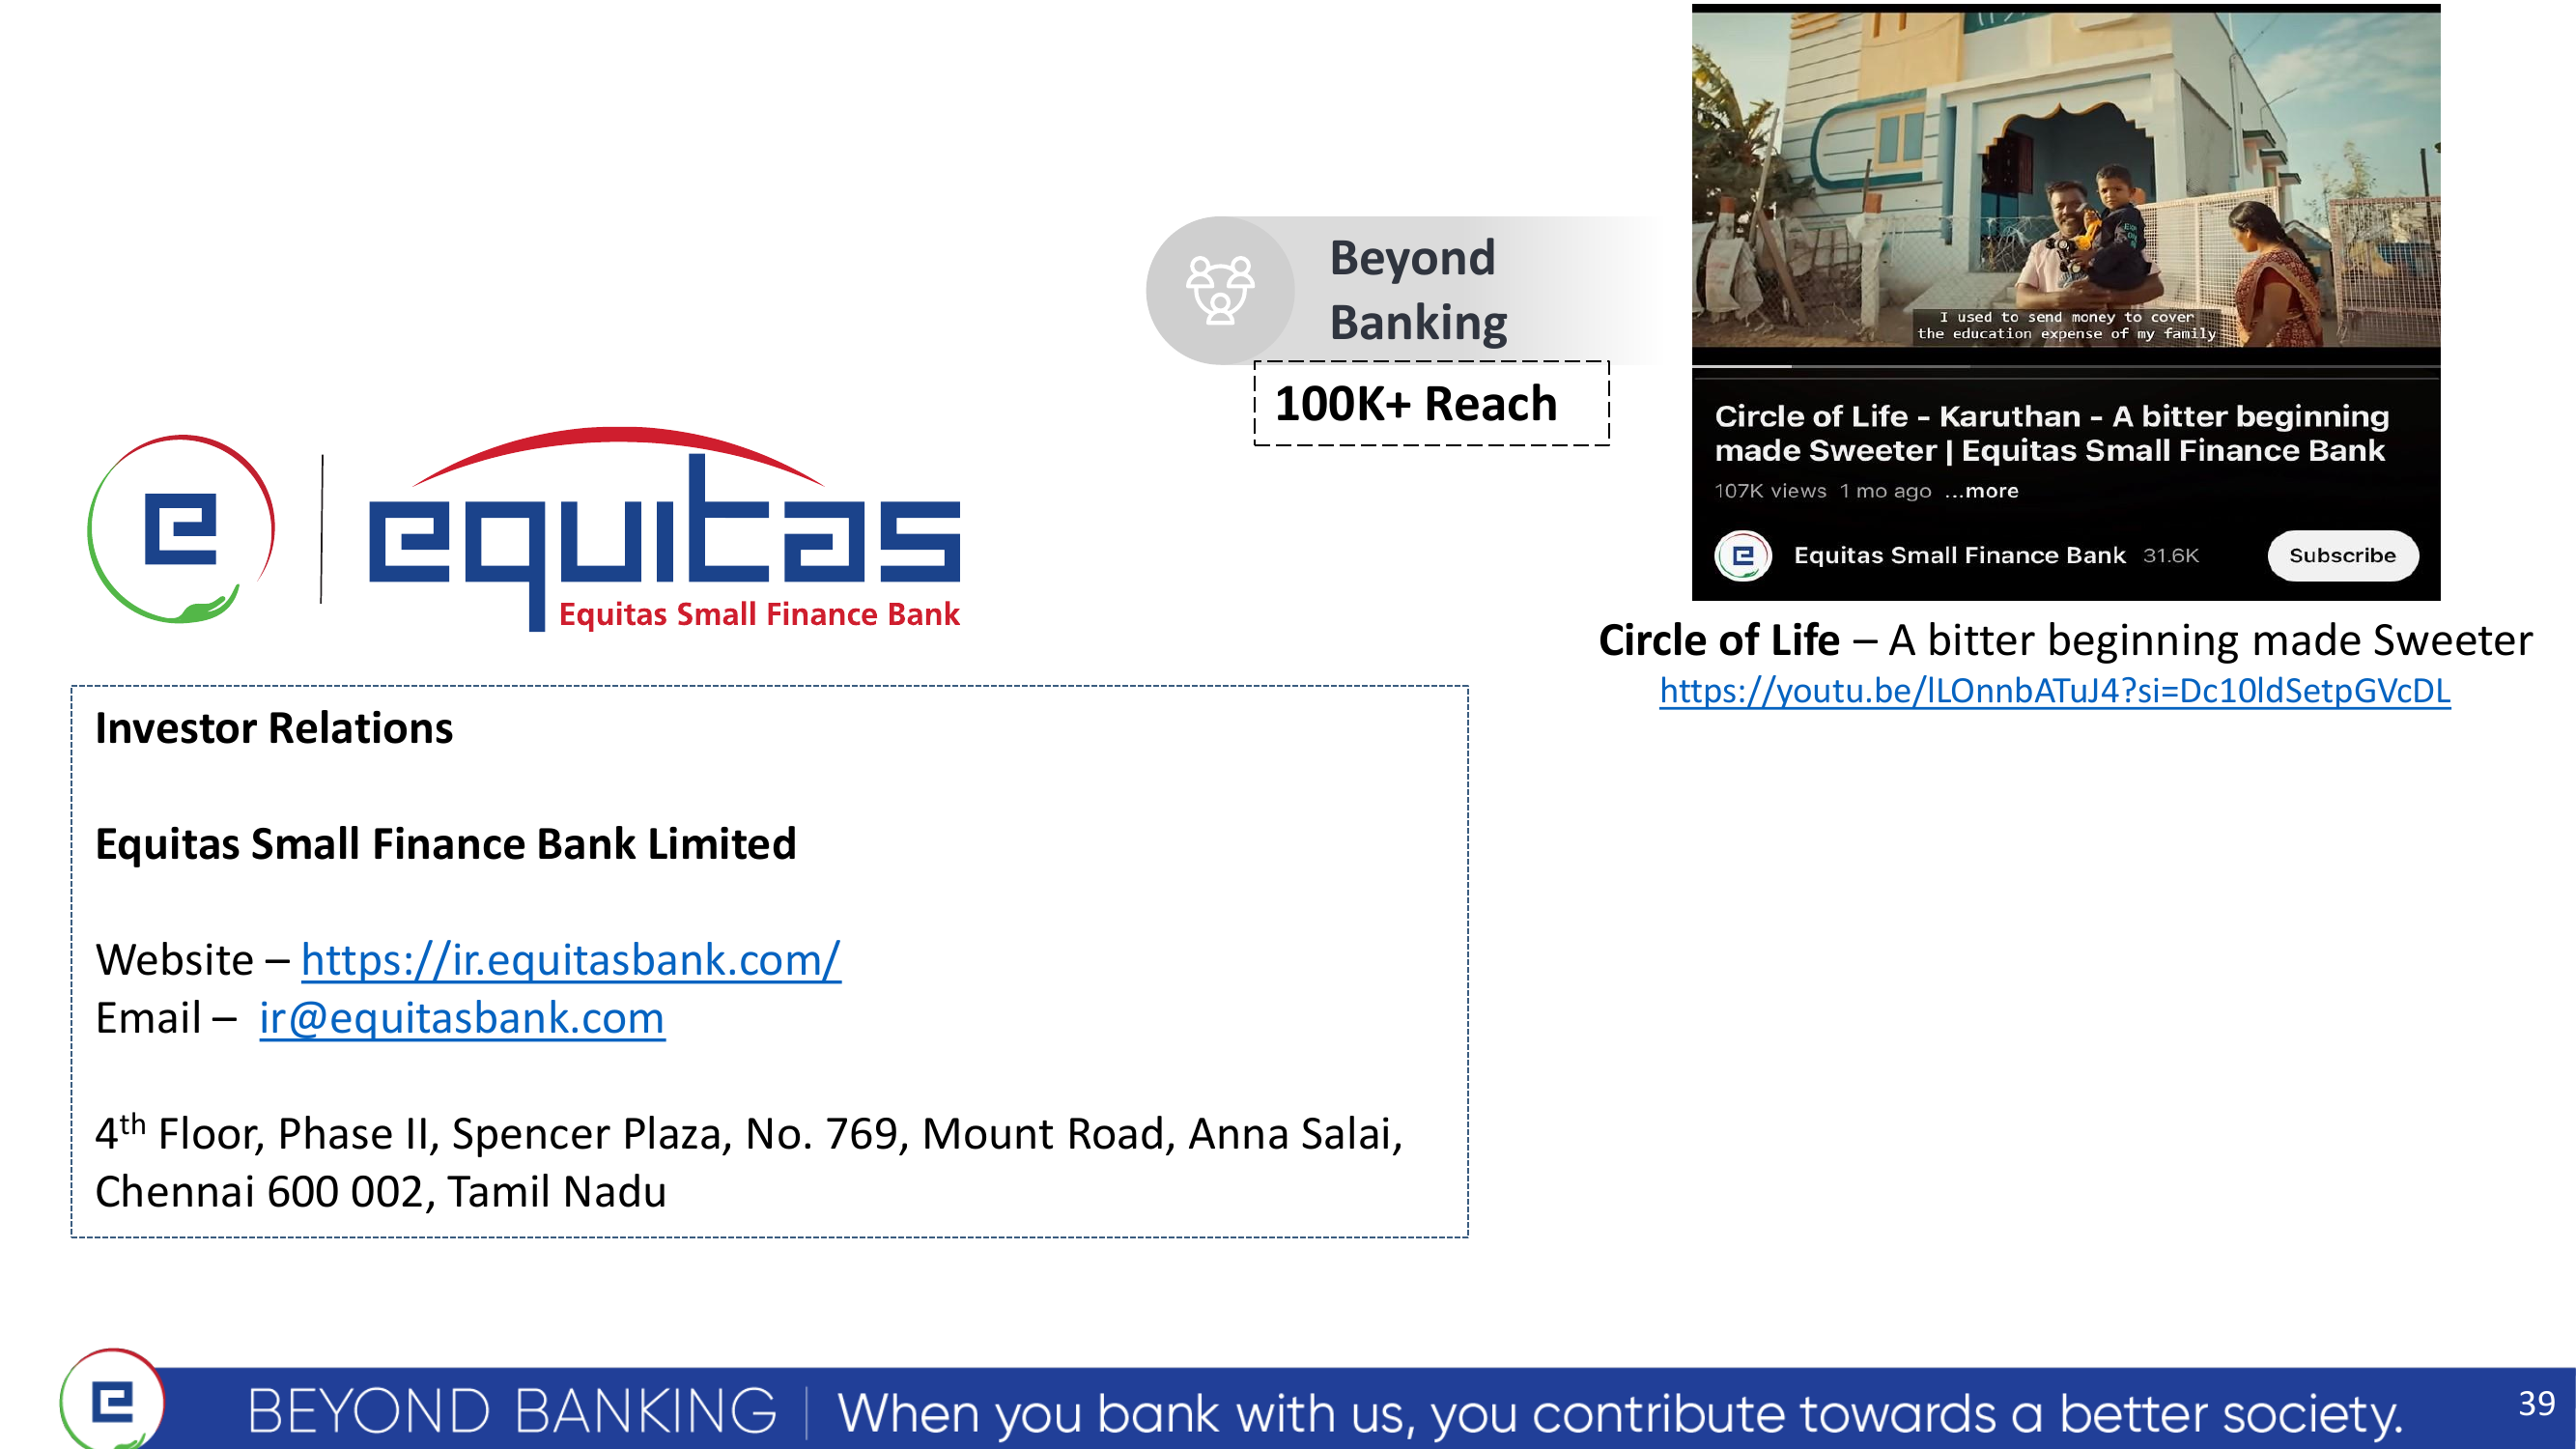 Beyond
Banking
100K+ Reach
I used to send money to cover
the education expense of my family
Circle of Life - Karuthan - A bitter beginning
made Sweeter | Equitas Small Finance Bank
107K views 1 mo ago ...more
e Equitas Small Finance Bank 31.6K Subscribe
Circle of Life – A bitter beginning made Sweeter
https://youtu.be/lLOnnbATuJ4?si=Dc10ldSetpGVcDL
e equitas
Equitas Small Finance Bank
Investor Relations
Equitas Small Finance Bank Limited
Website – https://ir.equitasbank.com/
Email – ir@equitasbank.com
4th Floor, Phase II, Spencer Plaza, No. 769, Mount Road, Anna Salai,
Chennai 600 002, Tamil Nadu
e BEYOND BANKING | When you bank with us, you contribute towards a better society. 39